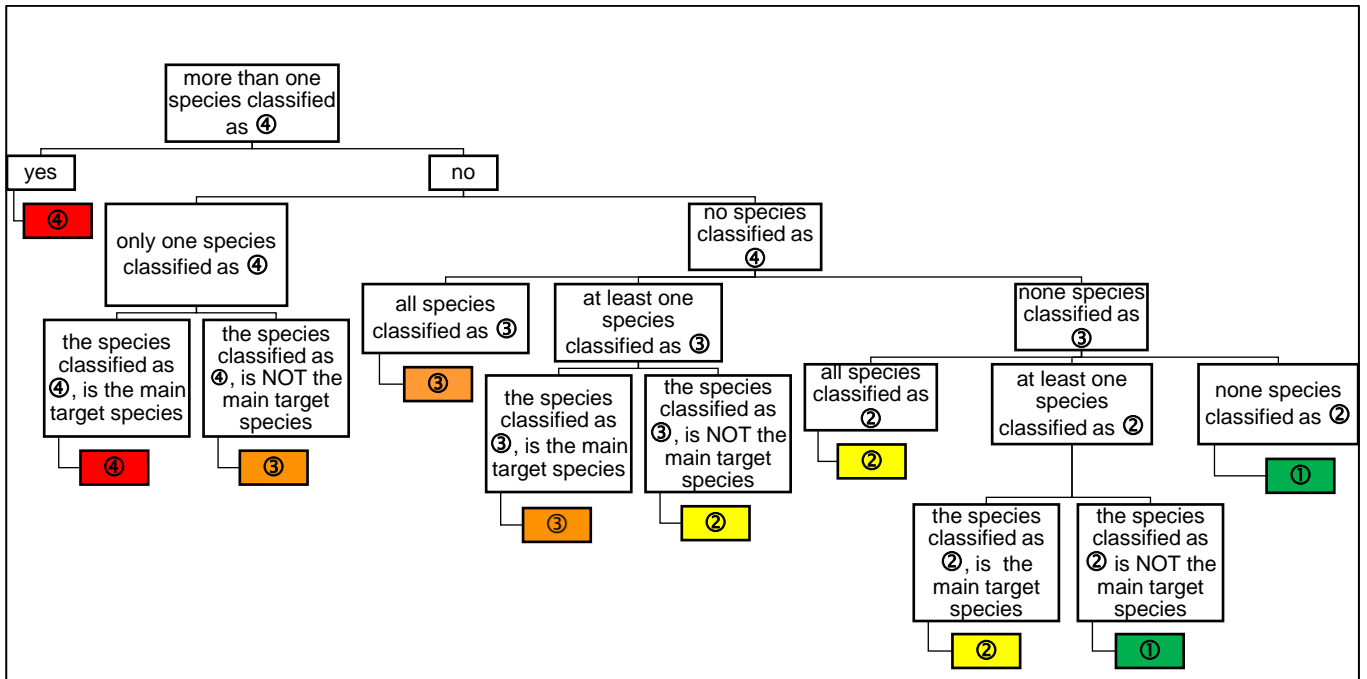 more than one
species classified
as ④
yes
no
④
only one species
classified as ④
no species
classified as
④
the species
classified as
④, is the main
target species
the species
classified as
④, is NOT the
main target
species
④
③
all species
classified as ③
at least one
species
classified as ③
none species
classified as
③
③
the species
classified as
③, is the main
target species
the species
classified as
③, is NOT the
main target
species
③
②
all species
classified as
②
at least one
species
classified as ②
none species
classified as ②
②
①
the species
classified as
②, is the
main target
species
the species
classified as
② is NOT the
main target
species
②
①